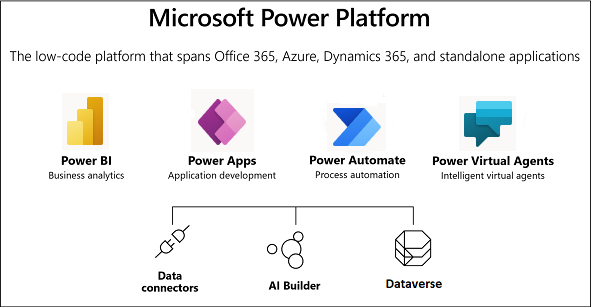 Microsoft Power Platform
The low-code platform that spans Office 365, Azure, Dynamics 365, and standalone applications
Power BI
Business analytics
Power Apps
Application development
Power Automate
Process automation
Power Virtual Agents
Intelligent virtual agents
Data
connectors
AI Builder
Dataverse